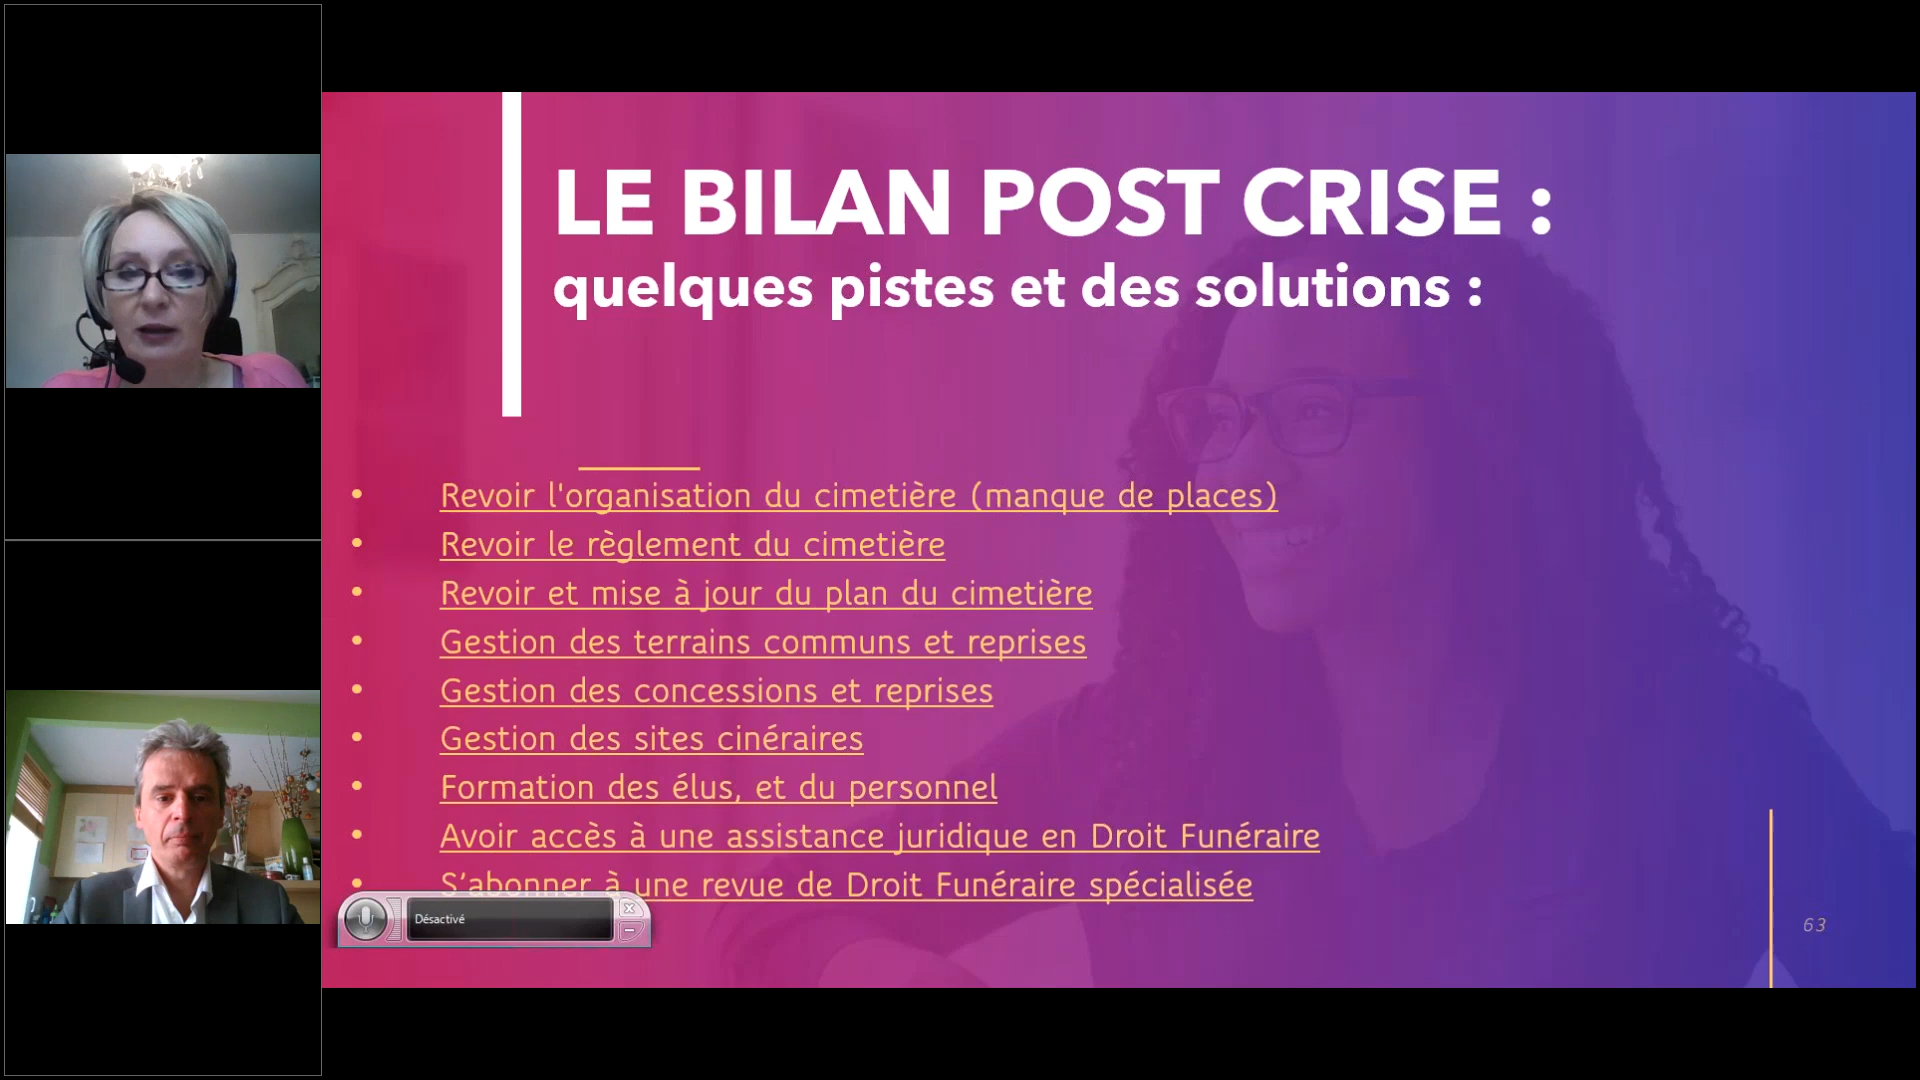 LE BILAN POST CRISE :
quelques pistes et des solutions :
• Revoir l'organisation du cimetière (manque de places)
• Revoir le règlement du cimetière
• Revoir et mise à jour du plan du cimetière
• Gestion des terrains communs et reprises
• Gestion des concessions et reprises
• Gestion des sites cinéraires
• Formation des élus, et du personnel
• Avoir accès à une assistance juridique en Droit Funéraire
• S’abonner à une revue de Droit Funéraire spécialisée
Désactivé
63